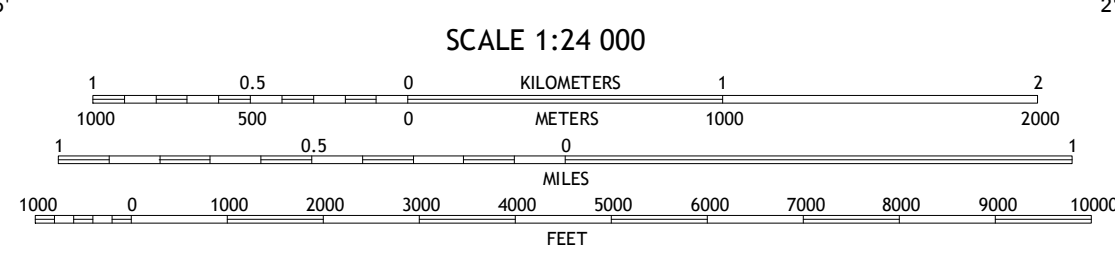 SCALE 1:24 000
1 0.5 0 KILOMETERS 1 2
1000 500 0 METERS 1000 2000
1 0.5 0 1
MILES
1000 0 1000 2000 3000 4000 5000 6000 7000 8000 9000 10000
FEET